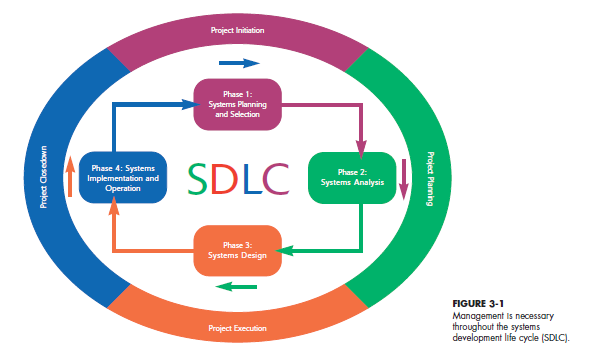 Project Initiation
Phase 1:
Systems Planning
and Selection
Project Closedown
Phase 4: Systems
Implementation and
Operation
SDLC
Phase 2:
Systems Analysis
Project Planning
Phase 3:
Systems Design
Project Execution
FIGURE 3-1
Management is necessary
throughout the systems
development life cycle (SDLC).